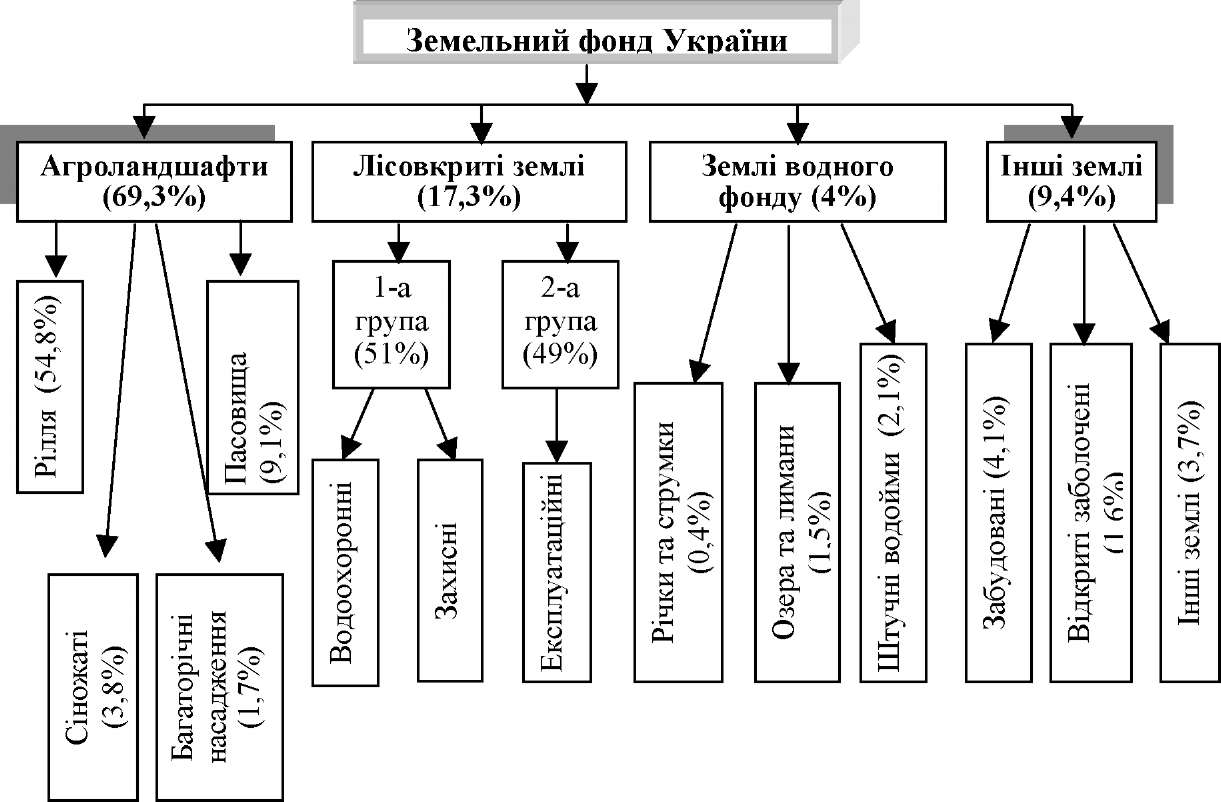 Земельний фонд України
Агроландшафти
(69,3%)
Лісовкриті землі
(17,3%)
Землі водного
фонду (4%)
Інші землі
(9,4%)
Рілля (54,8%)
Пасовища
(9,1%)
Сіножаті
(3,8%)
Багаторічні
насадження
(1,7%)
1-а
група
(51%)
2-а
група
(49%)
Водоохоронні
Захисні
Експлуатаційні
Річки та струмки
(0,4%)
Озера та лимани
(1,5%)
Штучні водойми (2,1%)
Забудовані (4,1%)
Відкриті заболочені
(1,6%)
Інші землі (3,7%)